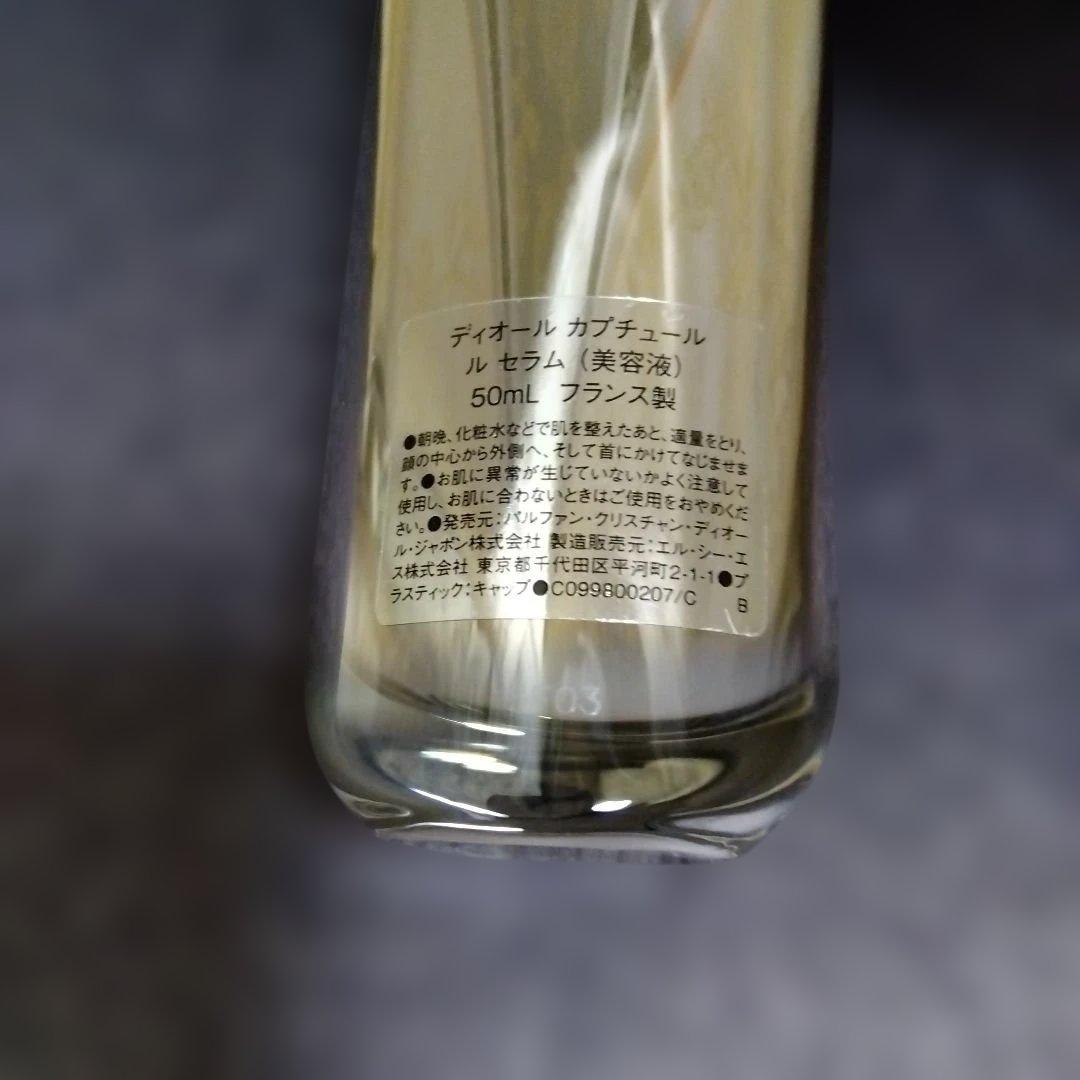 ディオール カプチュール
ル セラム（美容液）
50mL フランス製
●朝晩、化粧水などで肌を整えたあと、適量をとり、
顔の中心から外側へ、そして首にかけてなじませま
す。●お肌に異常が生じていないかよく注意して
使用し、お肌に合わないときはご使用をおやめくだ
さい。●発売元：パルファン・クリスチャン・ディオー
ル・ジャポン株式会社 製造販売元：エル・シー・エ
ス株式会社 東京都千代田区平河町2-1-1●プ
ラスティック：キャップ●C099800207/C B
03